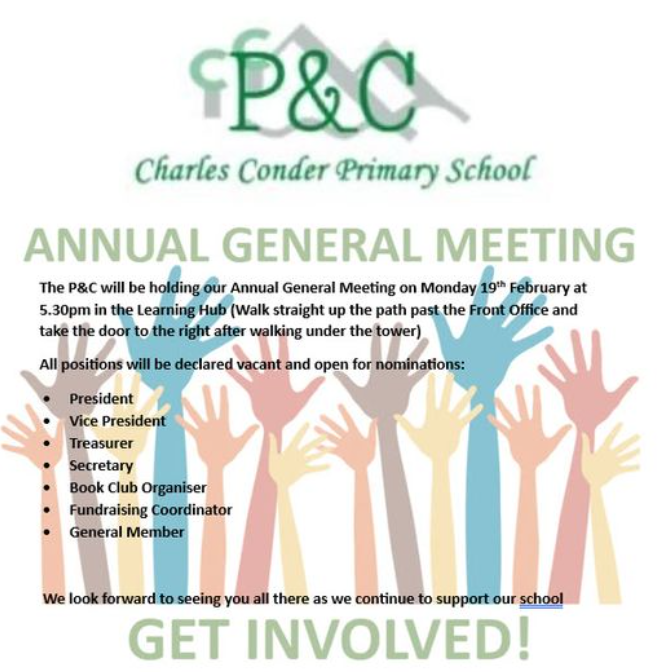 CC
P&C
Charles Conder Primary School
ANNUAL GENERAL MEETING
The P&C will be holding our Annual General Meeting on Monday 19th February at
5.30pm in the Learning Hub (Walk straight up the path past the Front Office and
take the door to the right after walking under the tower)
All positions will be declared vacant and open for nominations:
• President
• Vice President
• Treasurer
• Secretary
• Book Club Organiser
• Fundraising Coordinator
• General Member
We look forward to seeing you all there as we continue to support our school
GET INVOLVED!